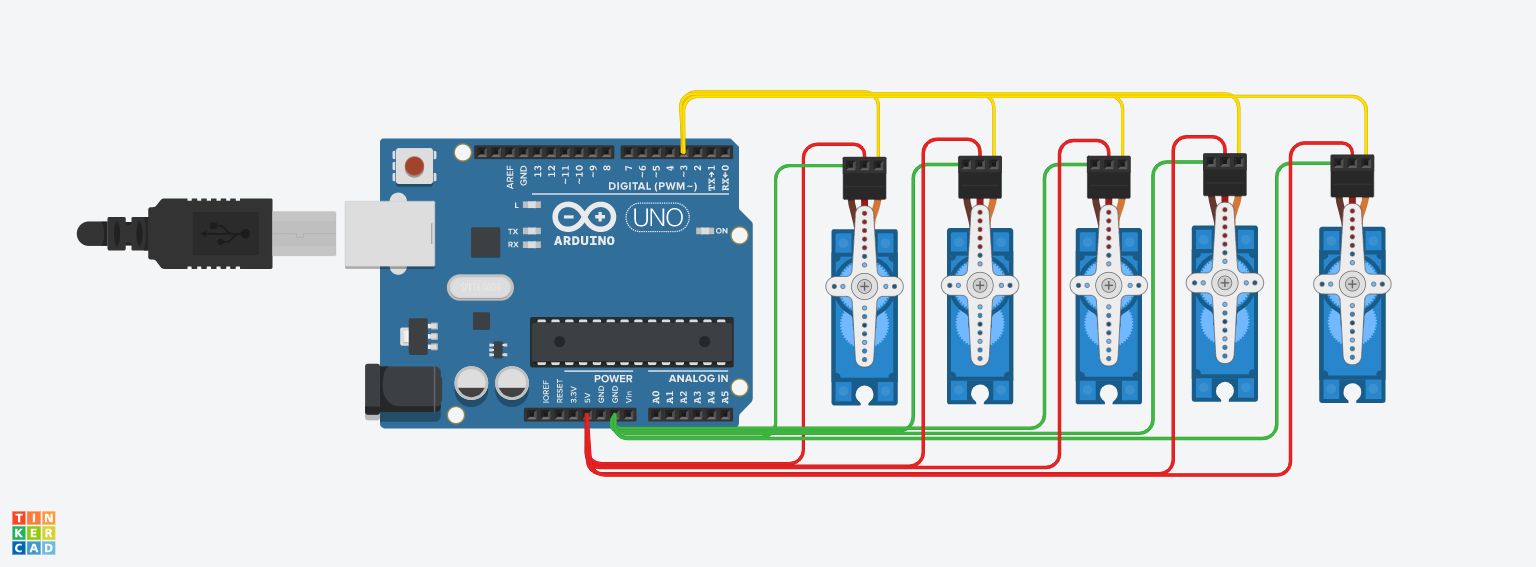 AREF
GND
13
12
~11
~10
~9
8
7
~6
~5
4
~3
2
TX→1
RX←0
DIGITAL (PWM~)
L
TX
RX
UNO
ARDUINO
ON
POWER
ANALOG IN
IOREF
RESET
3.3V
5V
GND
GND
Vin
A0
A1
A2
A3
A4
A5
TIN
KER
CAD